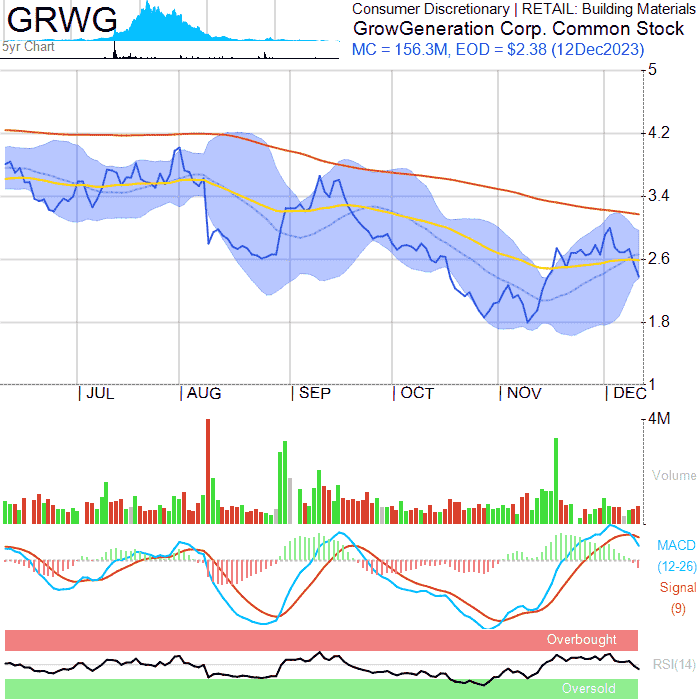 GRWG
5yr Chart
Consumer Discretionary | RETAIL: Building Materials
GrowGeneration Corp. Common Stock
MC = 156.3M, EOD = $2.38 (12Dec2023)
5
4.2
3.4
2.6
1.8
1
| JUL | AUG | SEP | OCT | NOV | DEC
4M
Volume
MACD
(12-26)
Signal
(9)
Overbought
RSI(14)
Oversold